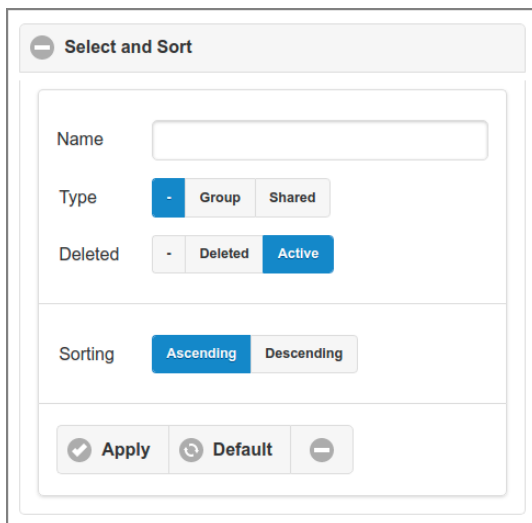 Select and Sort
Name
Type - Group Shared
Deleted - Deleted Active
Sorting Ascending Descending
Apply Default